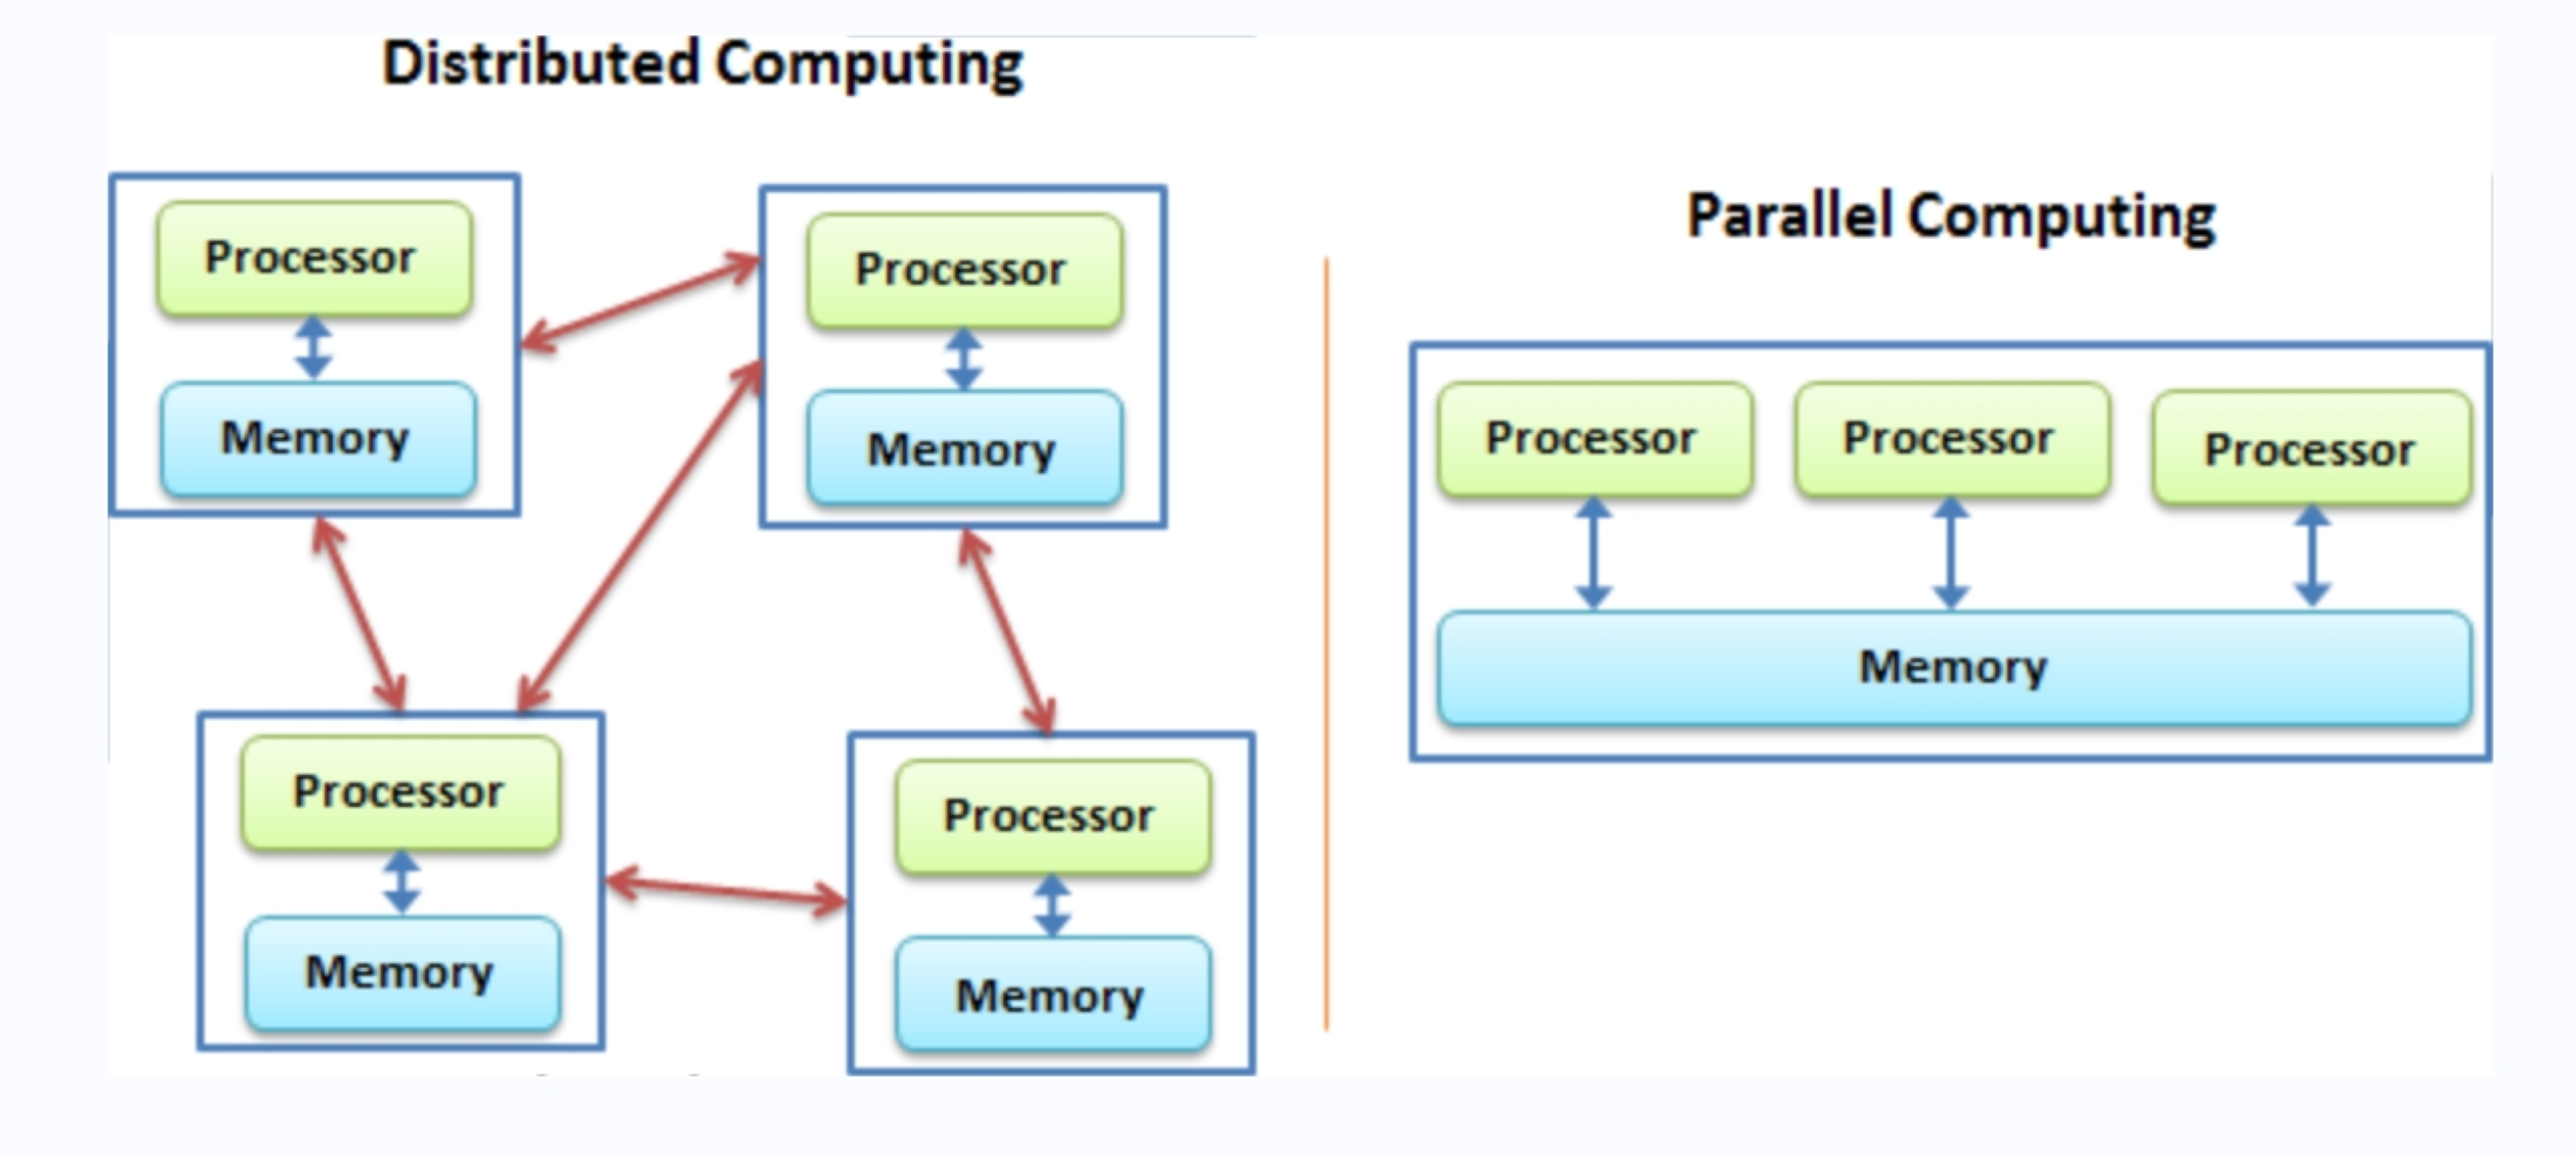 Distributed Computing
Processor
Memory
Processor
Memory
Processor
Memory
Processor
Memory
Parallel Computing
Processor Processor Processor
Memory